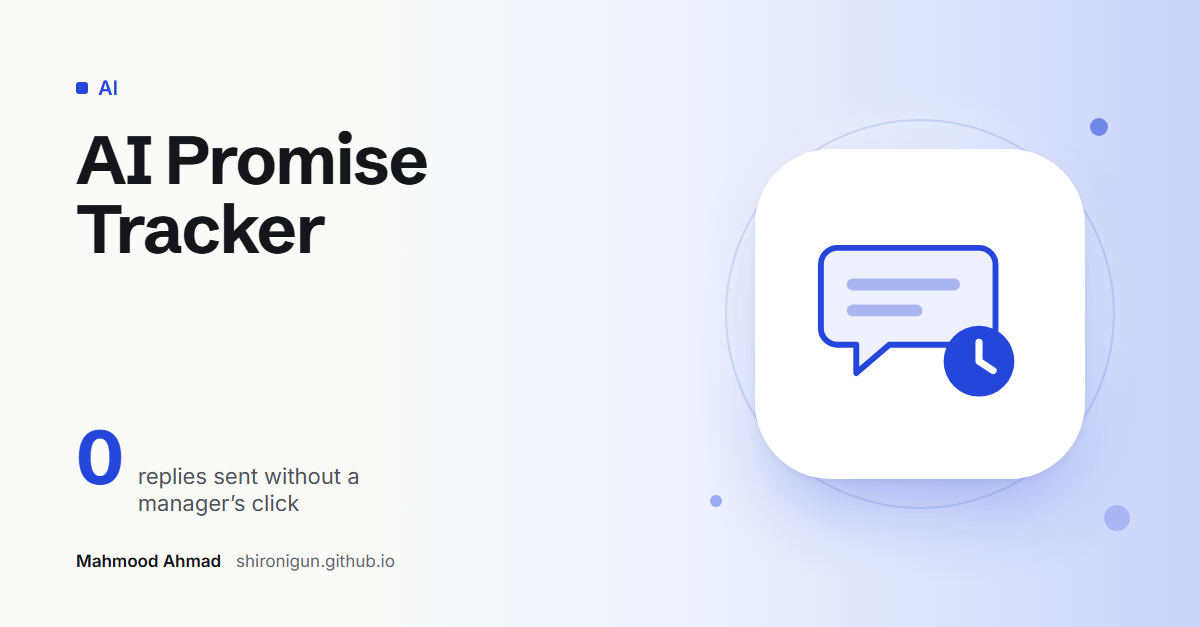 AI
AI Promise
Tracker
0
replies sent without a
manager’s click
Mahmood Ahmad shironigun.github.io